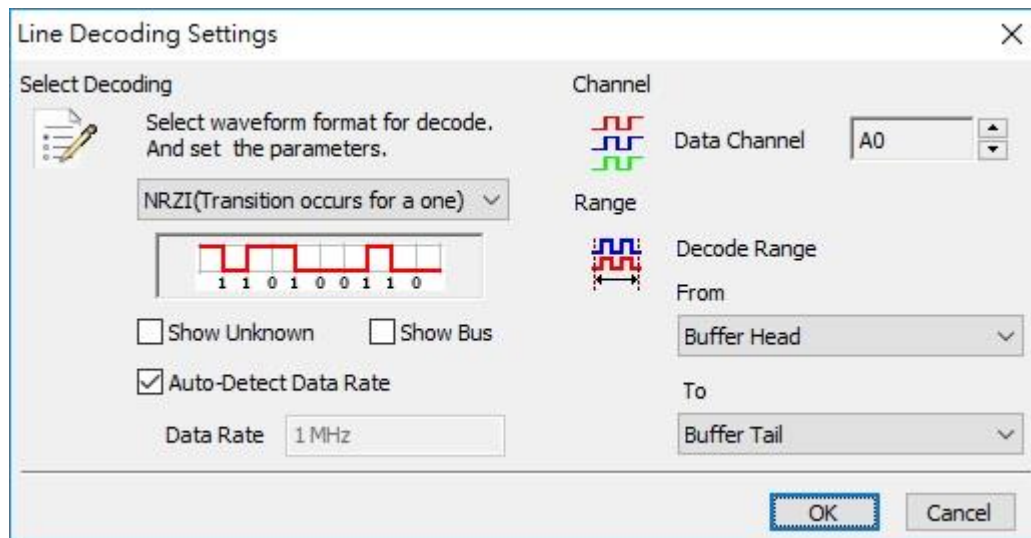 Line Decoding Settings
Select Decoding
Select waveform format for decode.
And set the parameters.
NRZI(Transition occurs for a one)
1 1 0 1 0 0 1 1 0
Show Unknown
Show Bus
Auto-Detect Data Rate
Data Rate
1 MHz
Channel
Data Channel
A0
Range
Decode Range
From
Buffer Head
To
Buffer Tail
OK
Cancel